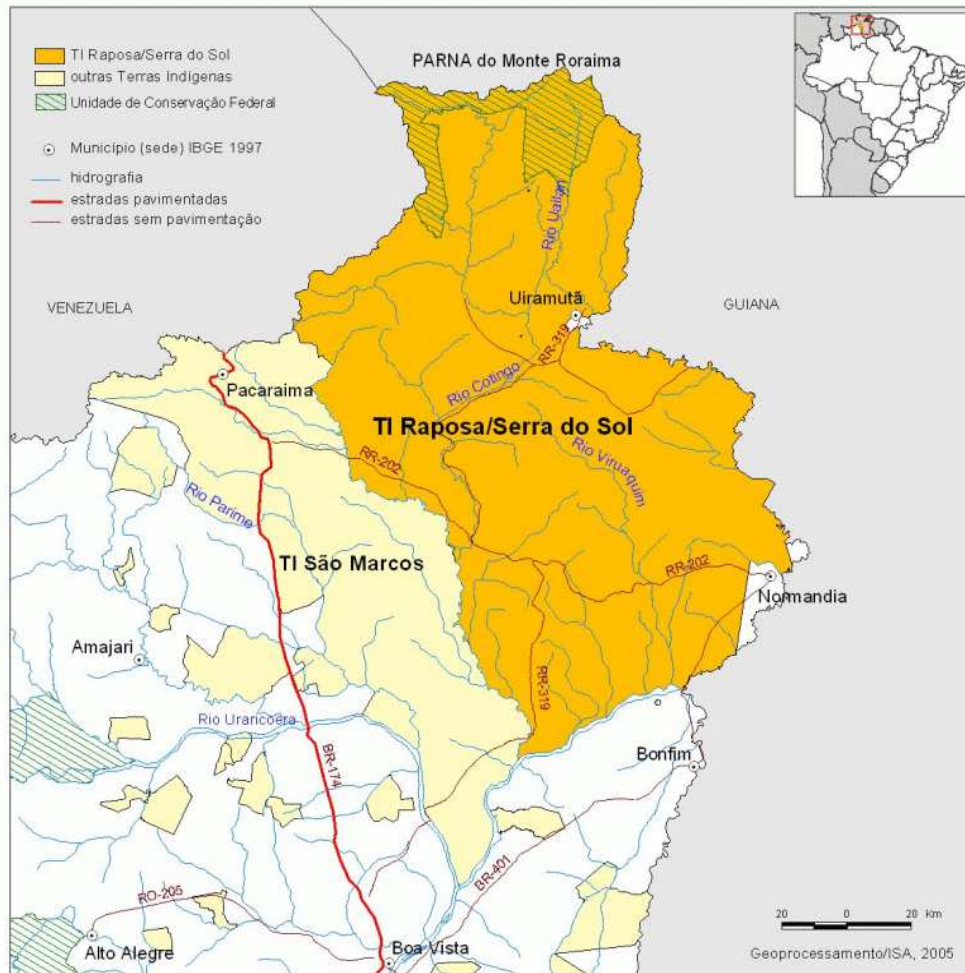 TI Raposa/Serra do Sol
outras Terras Indígenas
Unidade de Conservação Federal
Município (sede) IBGE 1997
hidrografia
estradas pavimentadas
estradas sem pavimentação
PARNA do Monte Roraima
Rio Uailan
VENEZUELA
Uiramutã
GUIANA
RR-319
Pacaraima
Rio Cotingo
TI Raposa/Serra do Sol
RR-202
Rio Viruaquim
Rio Parime
TI São Marcos
RR-202
Normandia
Amajari
RR-319
Rio Uraricoera
BR-174
Bonfim
BR-401
RO-205
Alto Alegre
Boa Vista
20 0 20 Km
Geoprocessamento/ISA, 2005